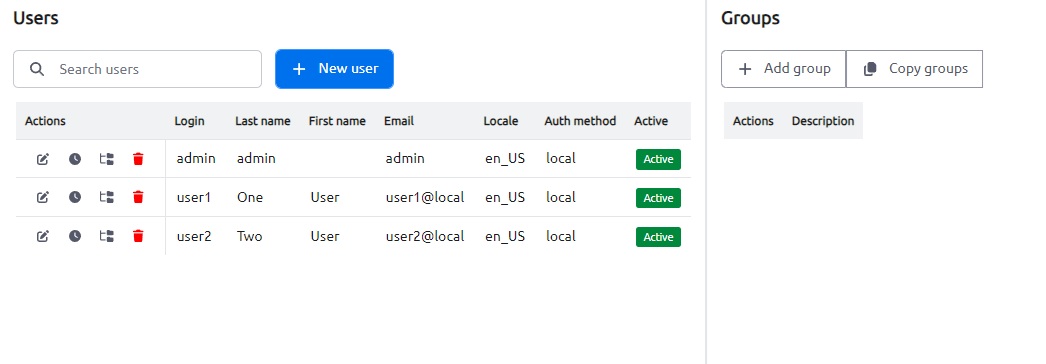 Users
Search users
New user
Actions Login Last name First name Email Locale Auth method Active
admin admin admin en_US local Active
user1 One User user1@local en_US local Active
user2 Two User user2@local en_US local Active
Groups
Add group Copy groups
Actions Description